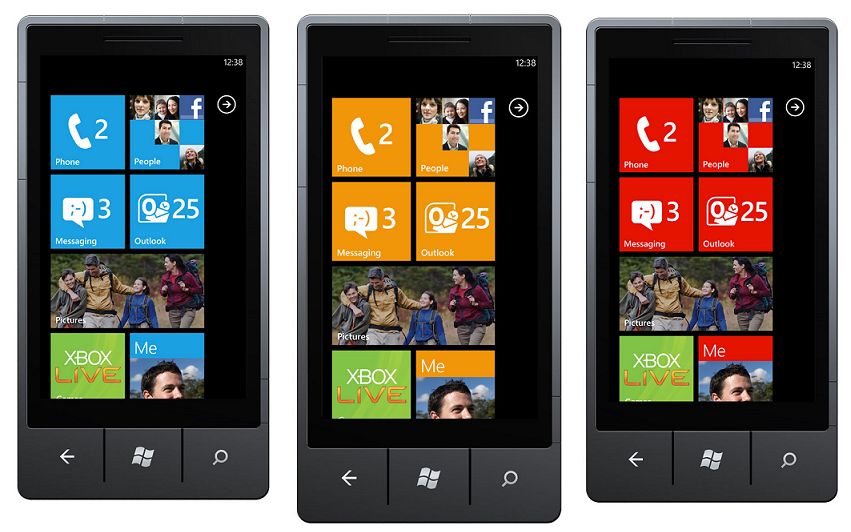 12:38
2
Phone
f
People
;-) 3
Messaging
O 25
Outlook
Pictures
XBOX
LIVE
Games
Me
12:38
2
Phone
f
People
;-) 3
Messaging
O 25
Outlook
Pictures
XBOX
LIVE
Me
12:38
2
Phone
f
People
;-) 3
Messaging
O 25
Outlook
Pictures
XBOX
LIVE
Games
Me